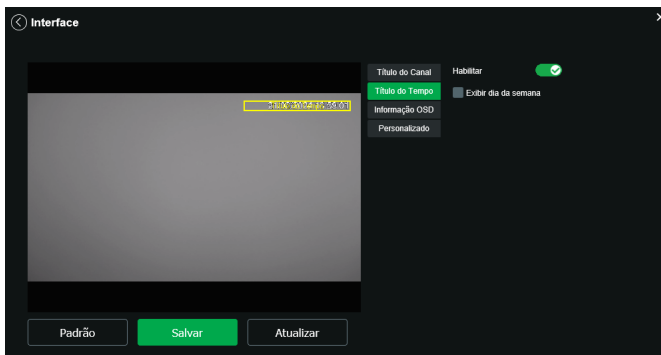 Interface
Título do Canal
Habilitar
Título do Tempo
Exibir dia da semana
Informação OSD
Personalizado
Padrão
Salvar
Atualizar